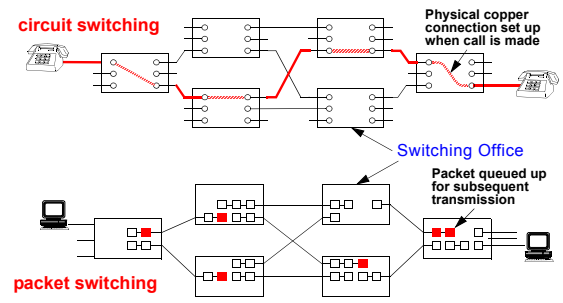 circuit switching
Physical copper
connection set up
when call is made
Switching Office
Packet queued up
for subsequent
transmission
packet switching